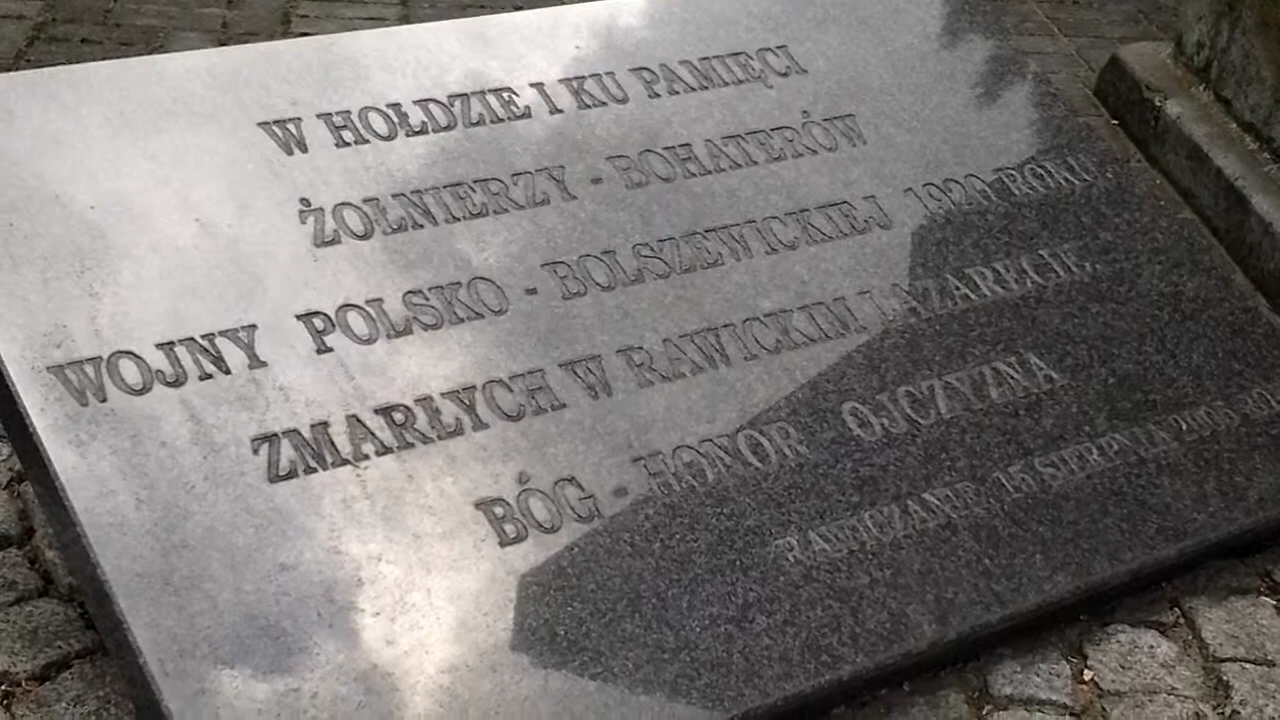 W HOŁDZIE I KU PAMIĘCI
ŻOŁNIERZY - BOHATERÓW
WOJNY POLSKO - BOLSZEWICKIEJ 1920 ROKU,
ZMARŁYCH W RAWICKIM LAZARECIE.
BÓG - HONOR - OJCZYZNA
RAWICZANIE, 15 SIERPNIA